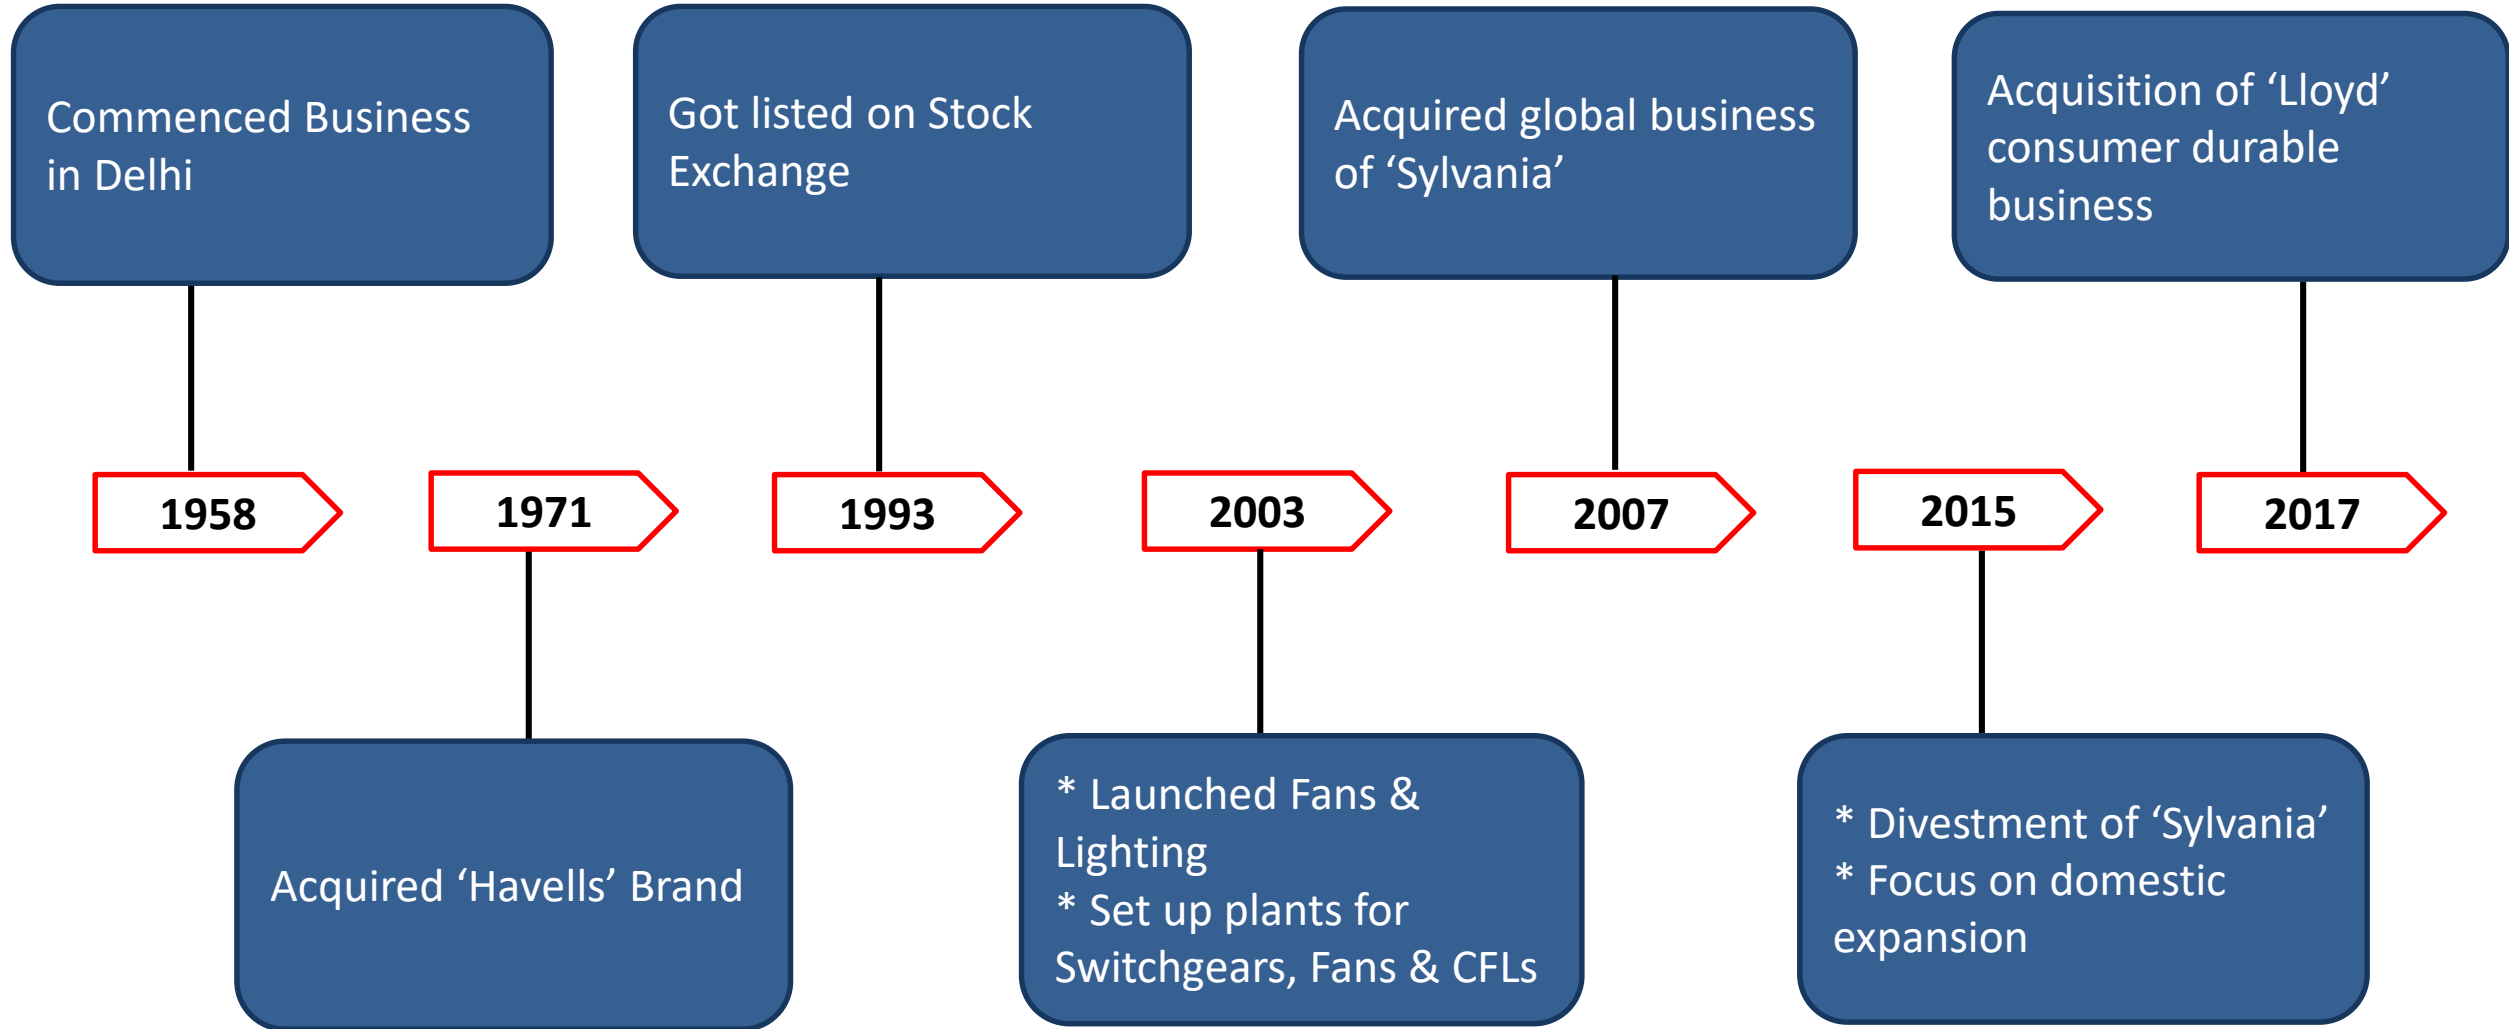 Commenced Business
in Delhi
Got listed on Stock
Exchange
Acquired global business
of ‘Sylvania’
Acquisition of ‘Lloyd’
consumer durable
business
1958
1971
1993
2003
2007
2015
2017
Acquired ‘Havells’ Brand
* Launched Fans &
Lighting
* Set up plants for
Switchgears, Fans & CFLs
* Divestment of ‘Sylvania’
* Focus on domestic
expansion